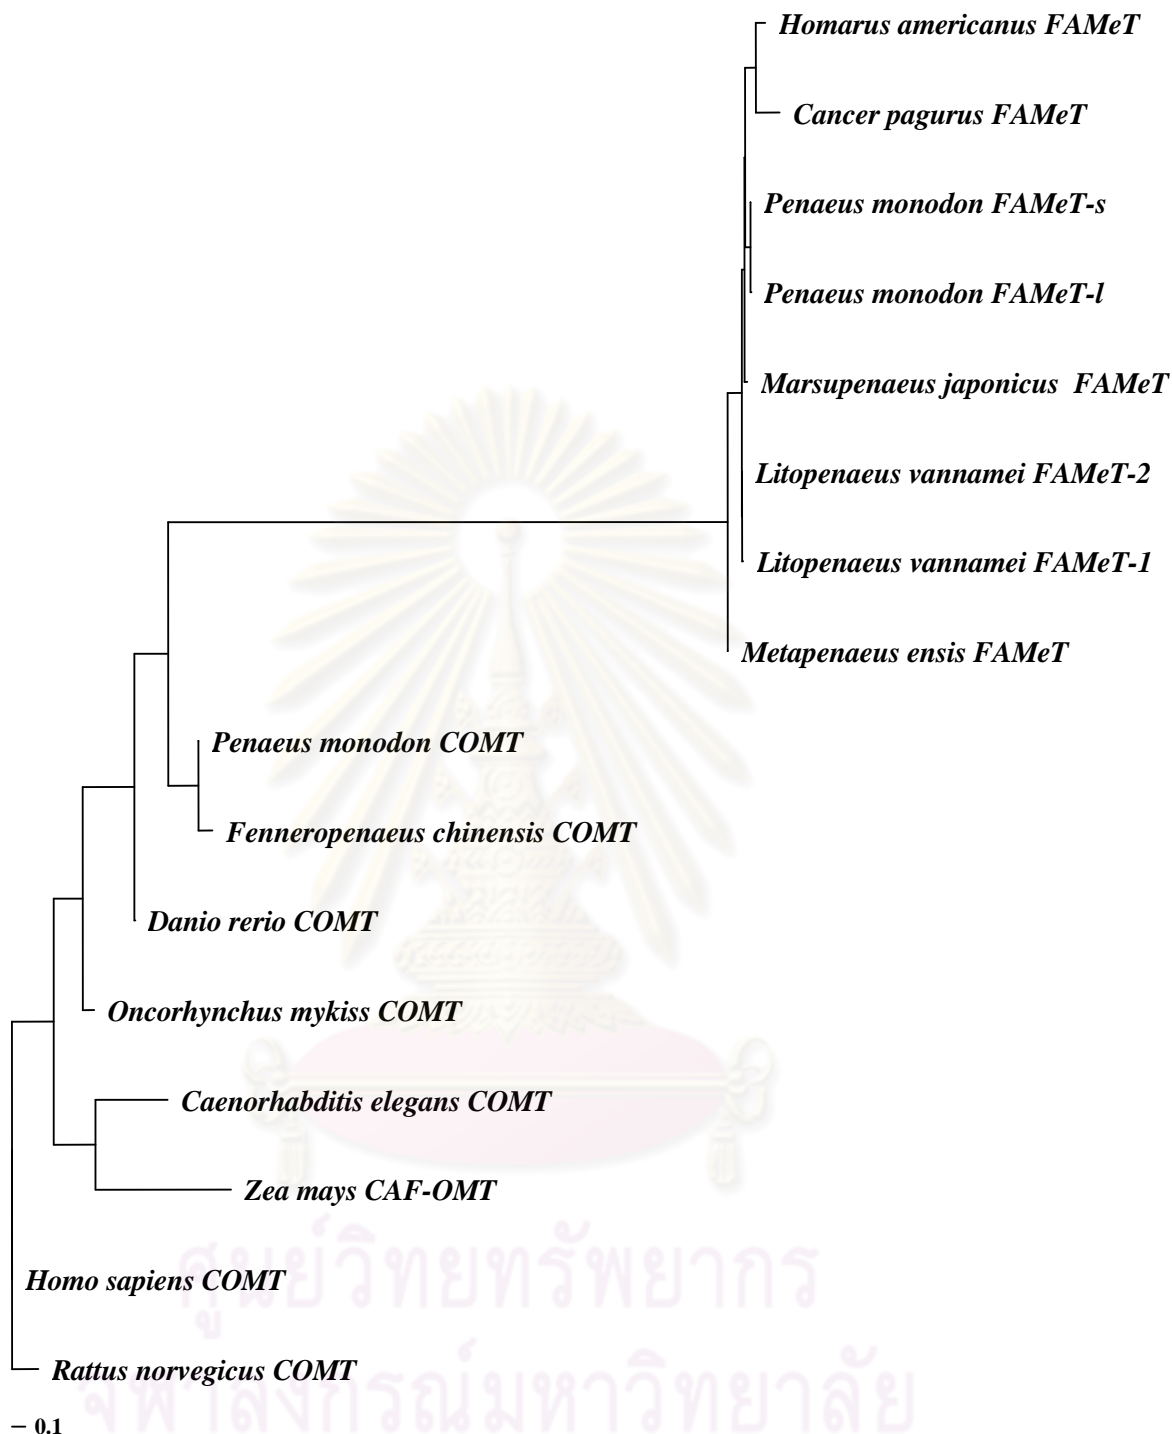 Homarus americanus FAMeT
Cancer pagurus FAMeT
Penaeus monodon FAMeT-s
Penaeus monodon FAMeT-l
Marsupenaeus japonicus FAMeT
Litopenaeus vannamei FAMeT-2
Litopenaeus vannamei FAMeT-1
Metapenaeus ensis FAMeT
Penaeus monodon COMT
Fenneropenaeus chinensis COMT
Danio rerio COMT
Oncorhynchus mykiss COMT
Caenorhabditis elegans COMT
Zea mays CAF-OMT
ศูนย์วิทยทรัพยากร
Homo sapiens COMT
Rattus norvegicus COMT
จุฬาลงกรณ์มหาวิทยาลัย
0.1